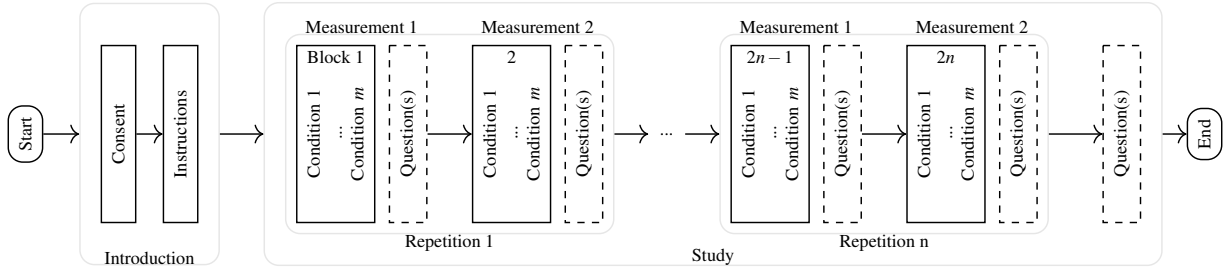 Start
Consent
Instructions
Introduction
Measurement 1
Block 1
Condition 1
...
Condition m
Question(s)
Measurement 2
2
Condition 1
...
Condition m
Question(s)
Repetition 1
...
Measurement 1
2n − 1
Condition 1
...
Condition m
Question(s)
Measurement 2
2n
Condition 1
...
Condition m
Question(s)
Repetition n
Question(s)
Study
End